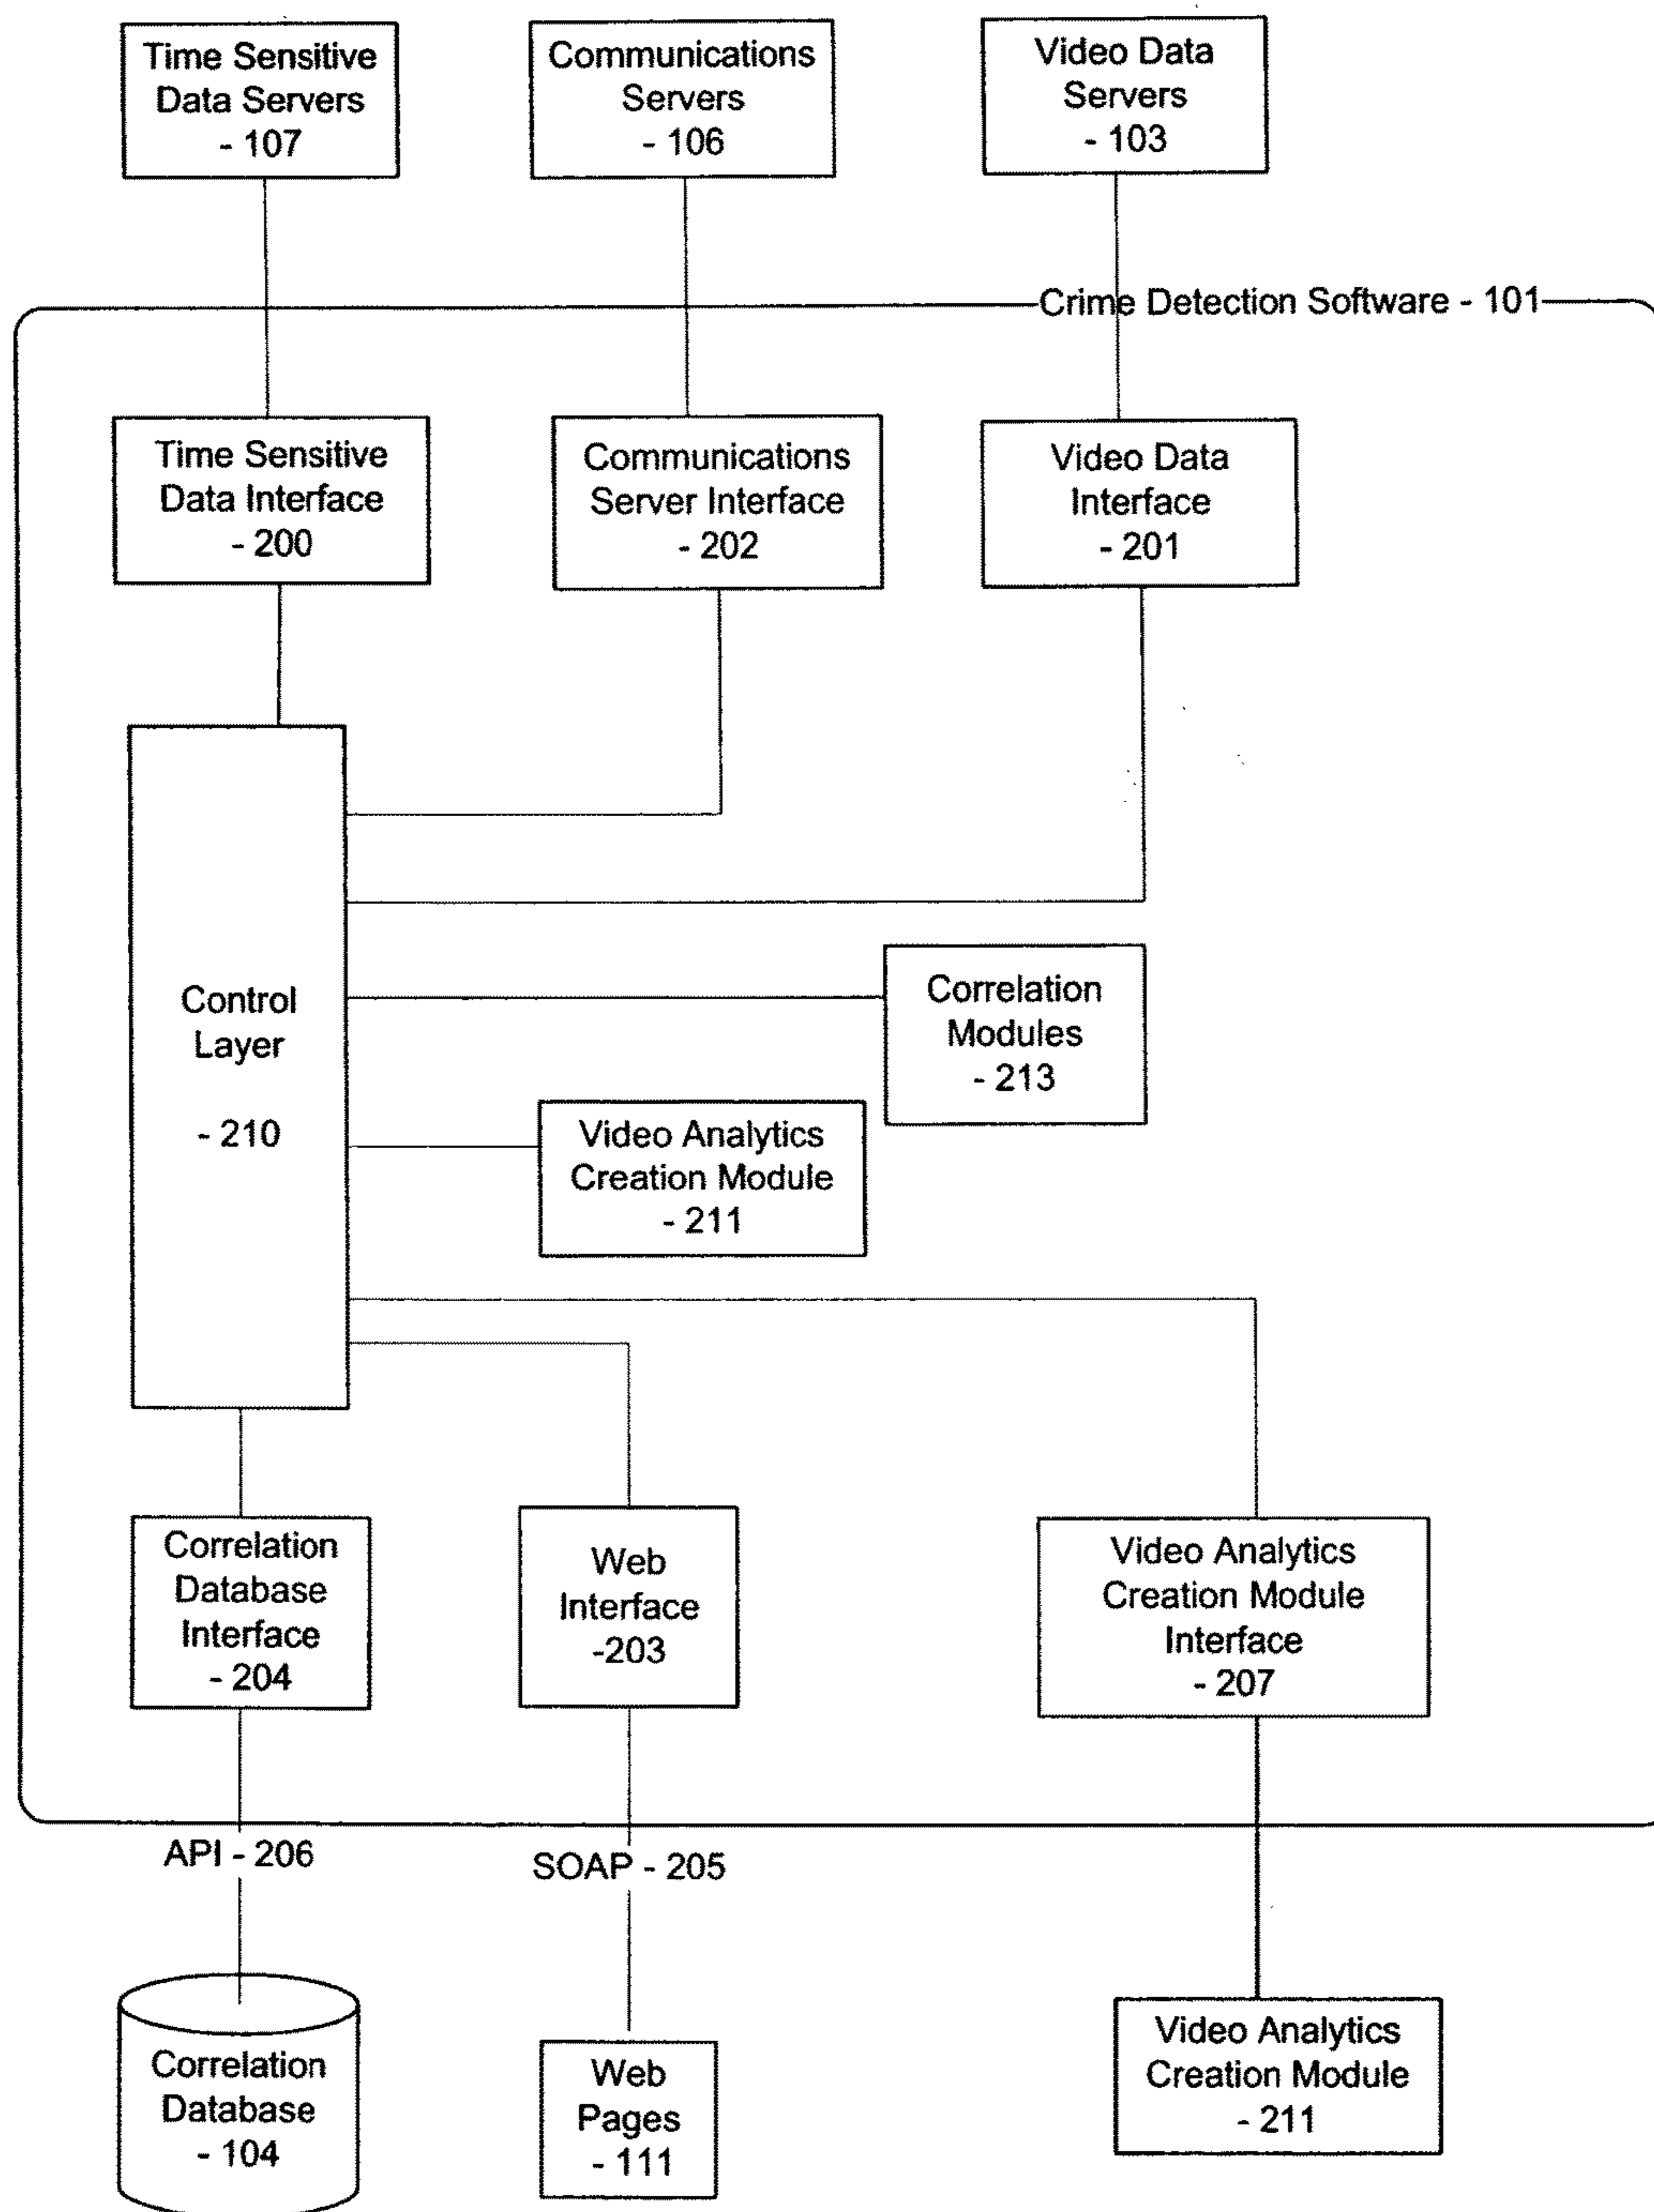 Time Sensitive
Data Servers
- 107
Communications
Servers
- 106
Video Data
Servers
- 103
Crime Detection Software - 101
Time Sensitive
Data Interface
- 200
Communications
Server Interface
- 202
Video Data
Interface
- 201
Control
Layer
- 210
Correlation
Modules
- 213
Video Analytics
Creation Module
- 211
Correlation
Database
Interface
- 204
Web
Interface
-203
Video Analytics
Creation Module
Interface
- 207
API - 206
SOAP - 205
Correlation
Database
- 104
Web
Pages
- 111
Video Analytics
Creation Module
- 211